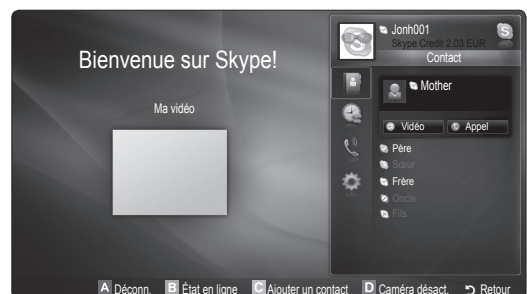 Bienvenue sur Skype!
Ma vidéo
Jonh001
Skype Credit 2.03 EUR
Contact
Mother
Vidéo
Appel
Père
Sœur
Frère
Oncle
Fils
A Déconn. B État en ligne C Ajouter un contact D Caméra désact. Retour